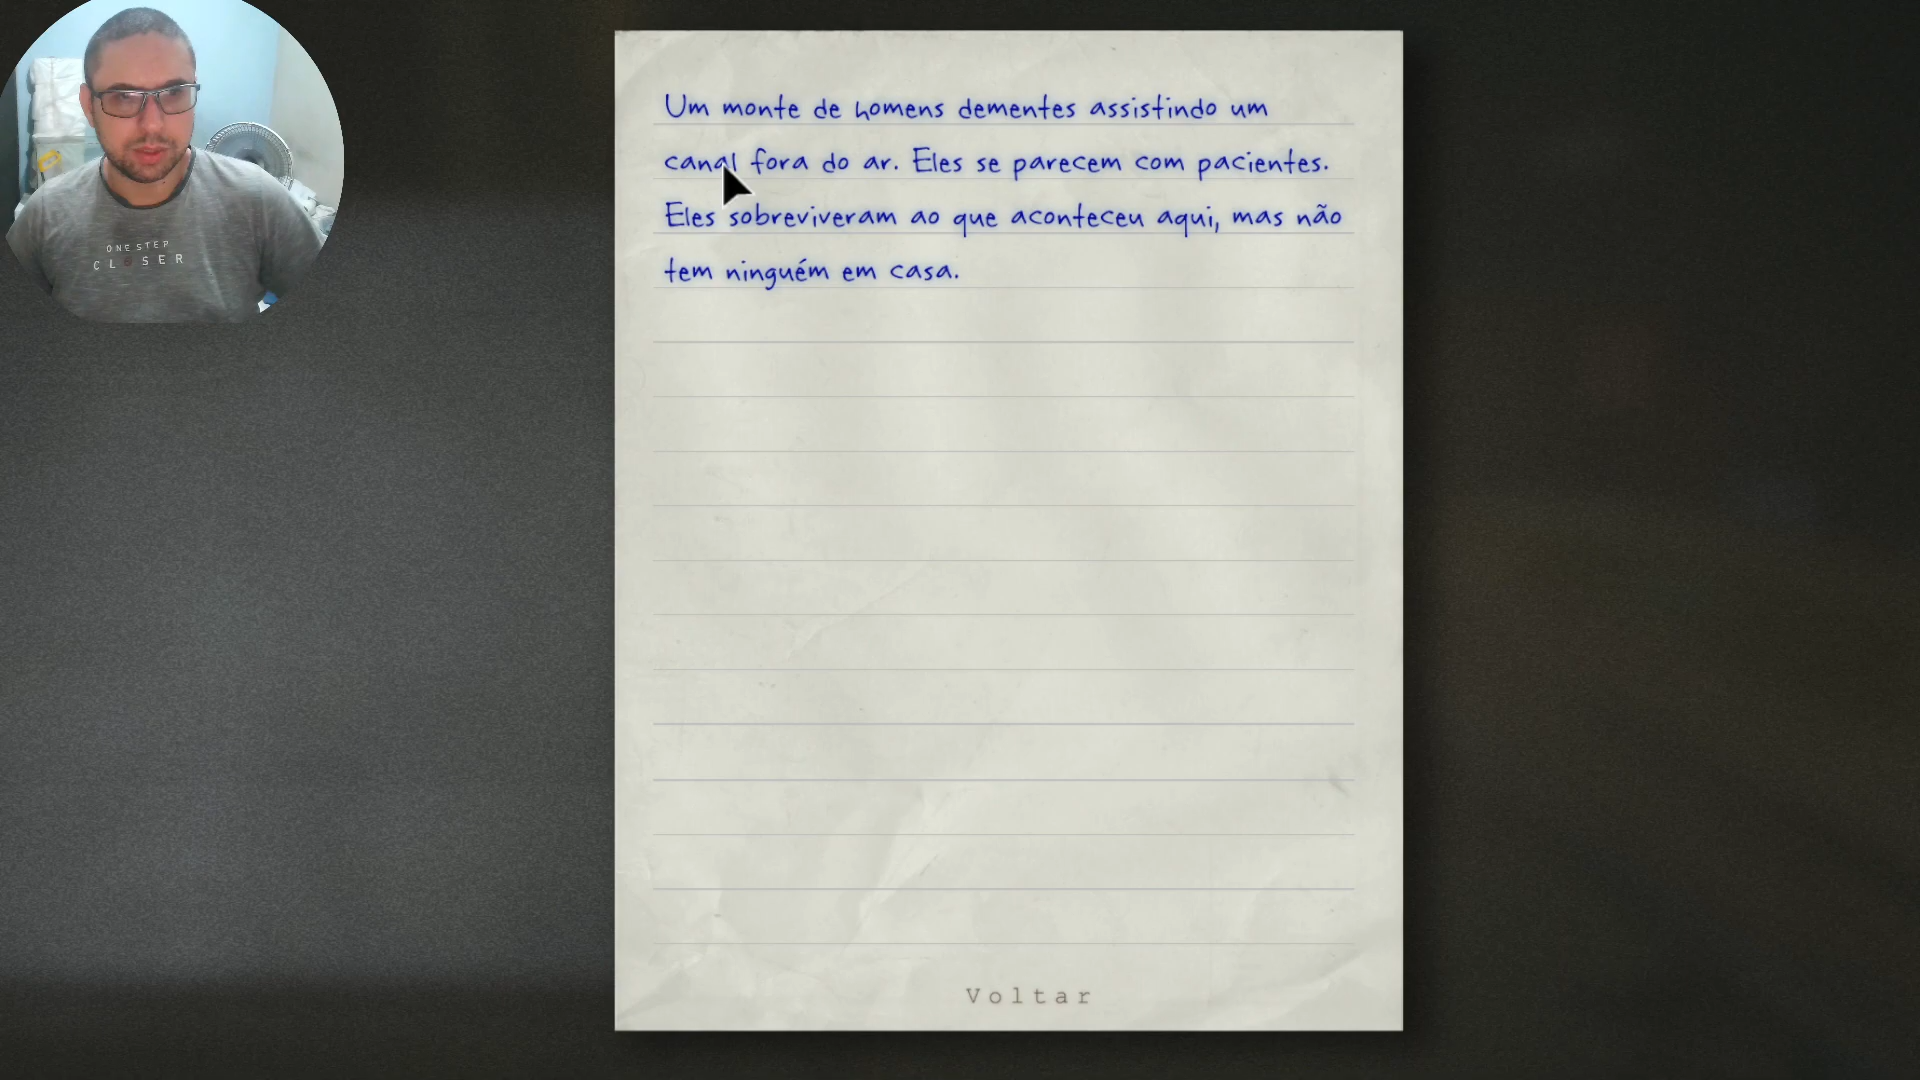 ONE STEP
CLOSER
Um monte de homens dementes assistindo um
canal fora do ar. Eles se parecem com pacientes.
Eles sobreviveram ao que aconteceu aqui, mas não
tem ninguém em casa.
Voltar